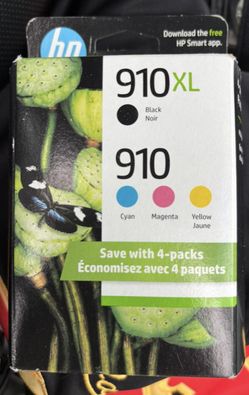 Download the free
HP Smart app.
hp
910XL
Black
Noir
910
Cyan
Magenta
Yellow
Jaune
Save with 4-packs
Économisez avec 4 paquets